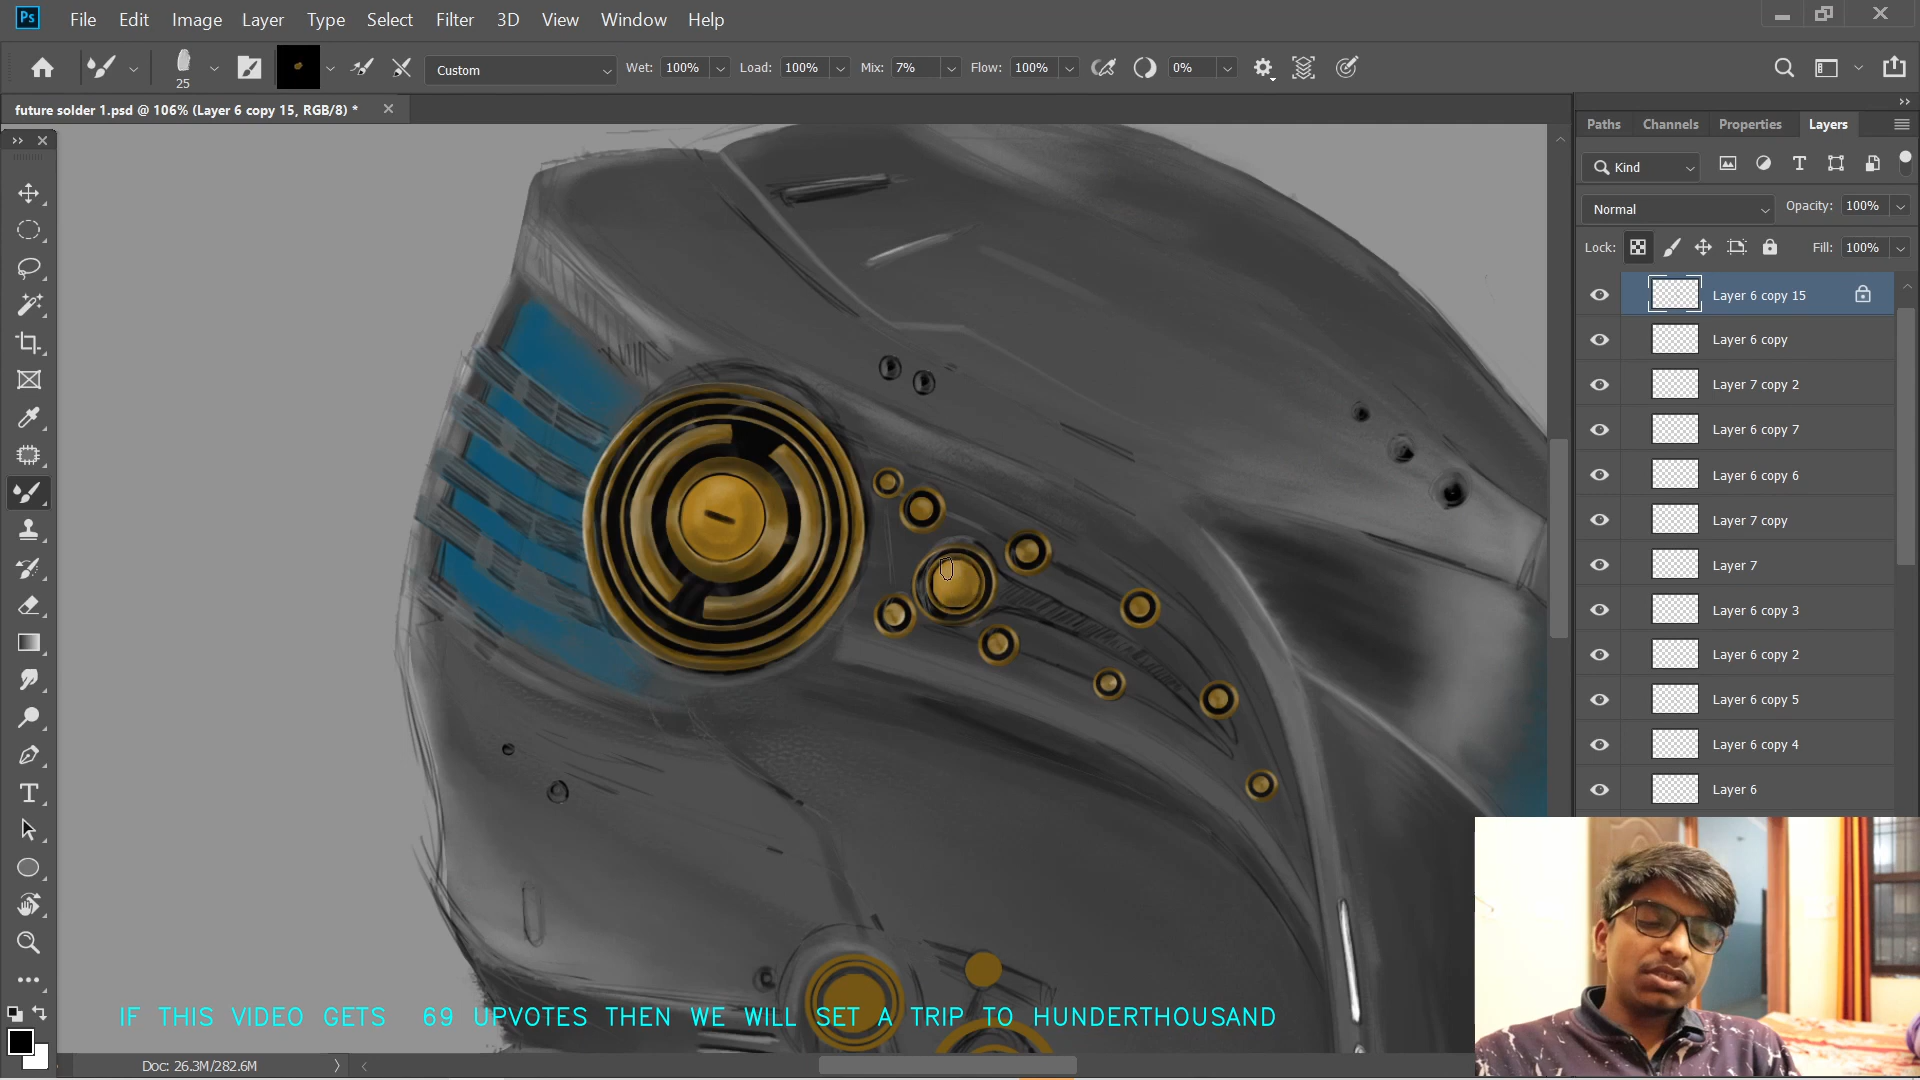 Ps File Edit Image Layer Type Select Filter 3D View Window Help
25 Custom Wet: 100% Load: 100% Mix: 7% Flow: 100% 0%
future solder 1.psd @ 106% (Layer 6 copy 15, RGB/8) *
Paths Channels Properties Layers
Kind
Normal Opacity: 100%
Lock: Fill: 100%
Layer 6 copy 15
Layer 6 copy
Layer 7 copy 2
Layer 6 copy 7
Layer 6 copy 6
Layer 7 copy
Layer 7
Layer 6 copy 3
Layer 6 copy 2
Layer 6 copy 5
Layer 6 copy 4
Layer 6
IF THIS VIDEO GETS 69 UPVOTES THEN WE WILL SET A TRIP TO HUNDERTHOUSAND
Doc: 26.3M/282.6M